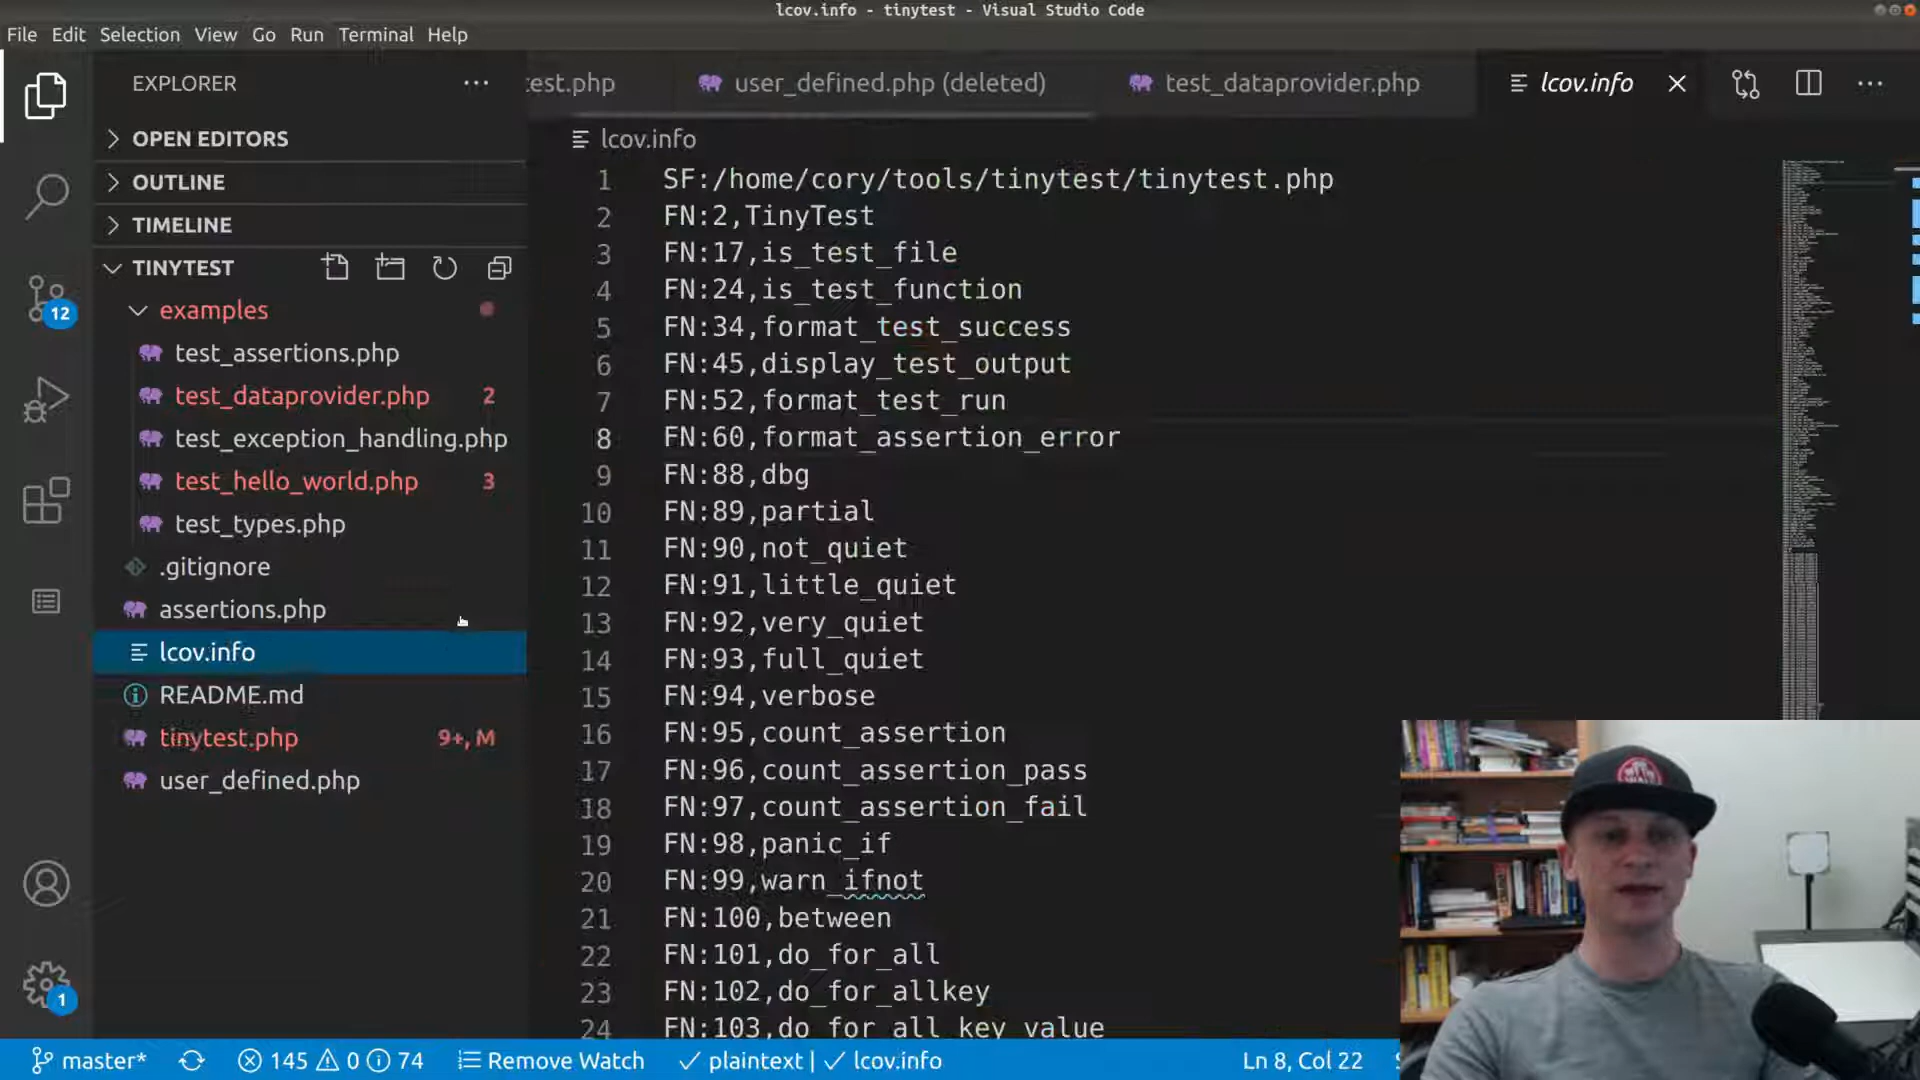 lcov.info - tinytest - Visual Studio Code
File Edit Selection View Go Run Terminal Help
EXPLORER
test.php
user_defined.php (deleted)
test_dataprovider.php
lcov.info
OPEN EDITORS
OUTLINE
TIMELINE
TINYTEST
examples
test_assertions.php
test_dataprovider.php 2
test_exception_handling.php
test_hello_world.php 3
test_types.php
.gitignore
assertions.php
lcov.info
README.md
tinytest.php 9+, M
user_defined.php
12
1
lcov.info
1 SF:/home/cory/tools/tinytest/tinytest.php
2 FN:2,TinyTest
3 FN:17,is_test_file
4 FN:24,is_test_function
5 FN:34,format_test_success
6 FN:45,display_test_output
7 FN:52,format_test_run
8 FN:60,format_assertion_error
9 FN:88,dbg
10 FN:89,partial
11 FN:90,not_quiet
12 FN:91,little_quiet
13 FN:92,very_quiet
14 FN:93,full_quiet
15 FN:94,verbose
16 FN:95,count_assertion
17 FN:96,count_assertion_pass
18 FN:97,count_assertion_fail
19 FN:98,panic_if
20 FN:99,warn_ifnot
21 FN:100,between
22 FN:101,do_for_all
23 FN:102,do_for_allkey
24 FN:103,do_for_all_key_value
master* 145 0 74 Remove Watch plaintext | lcov.info Ln 8, Col 22